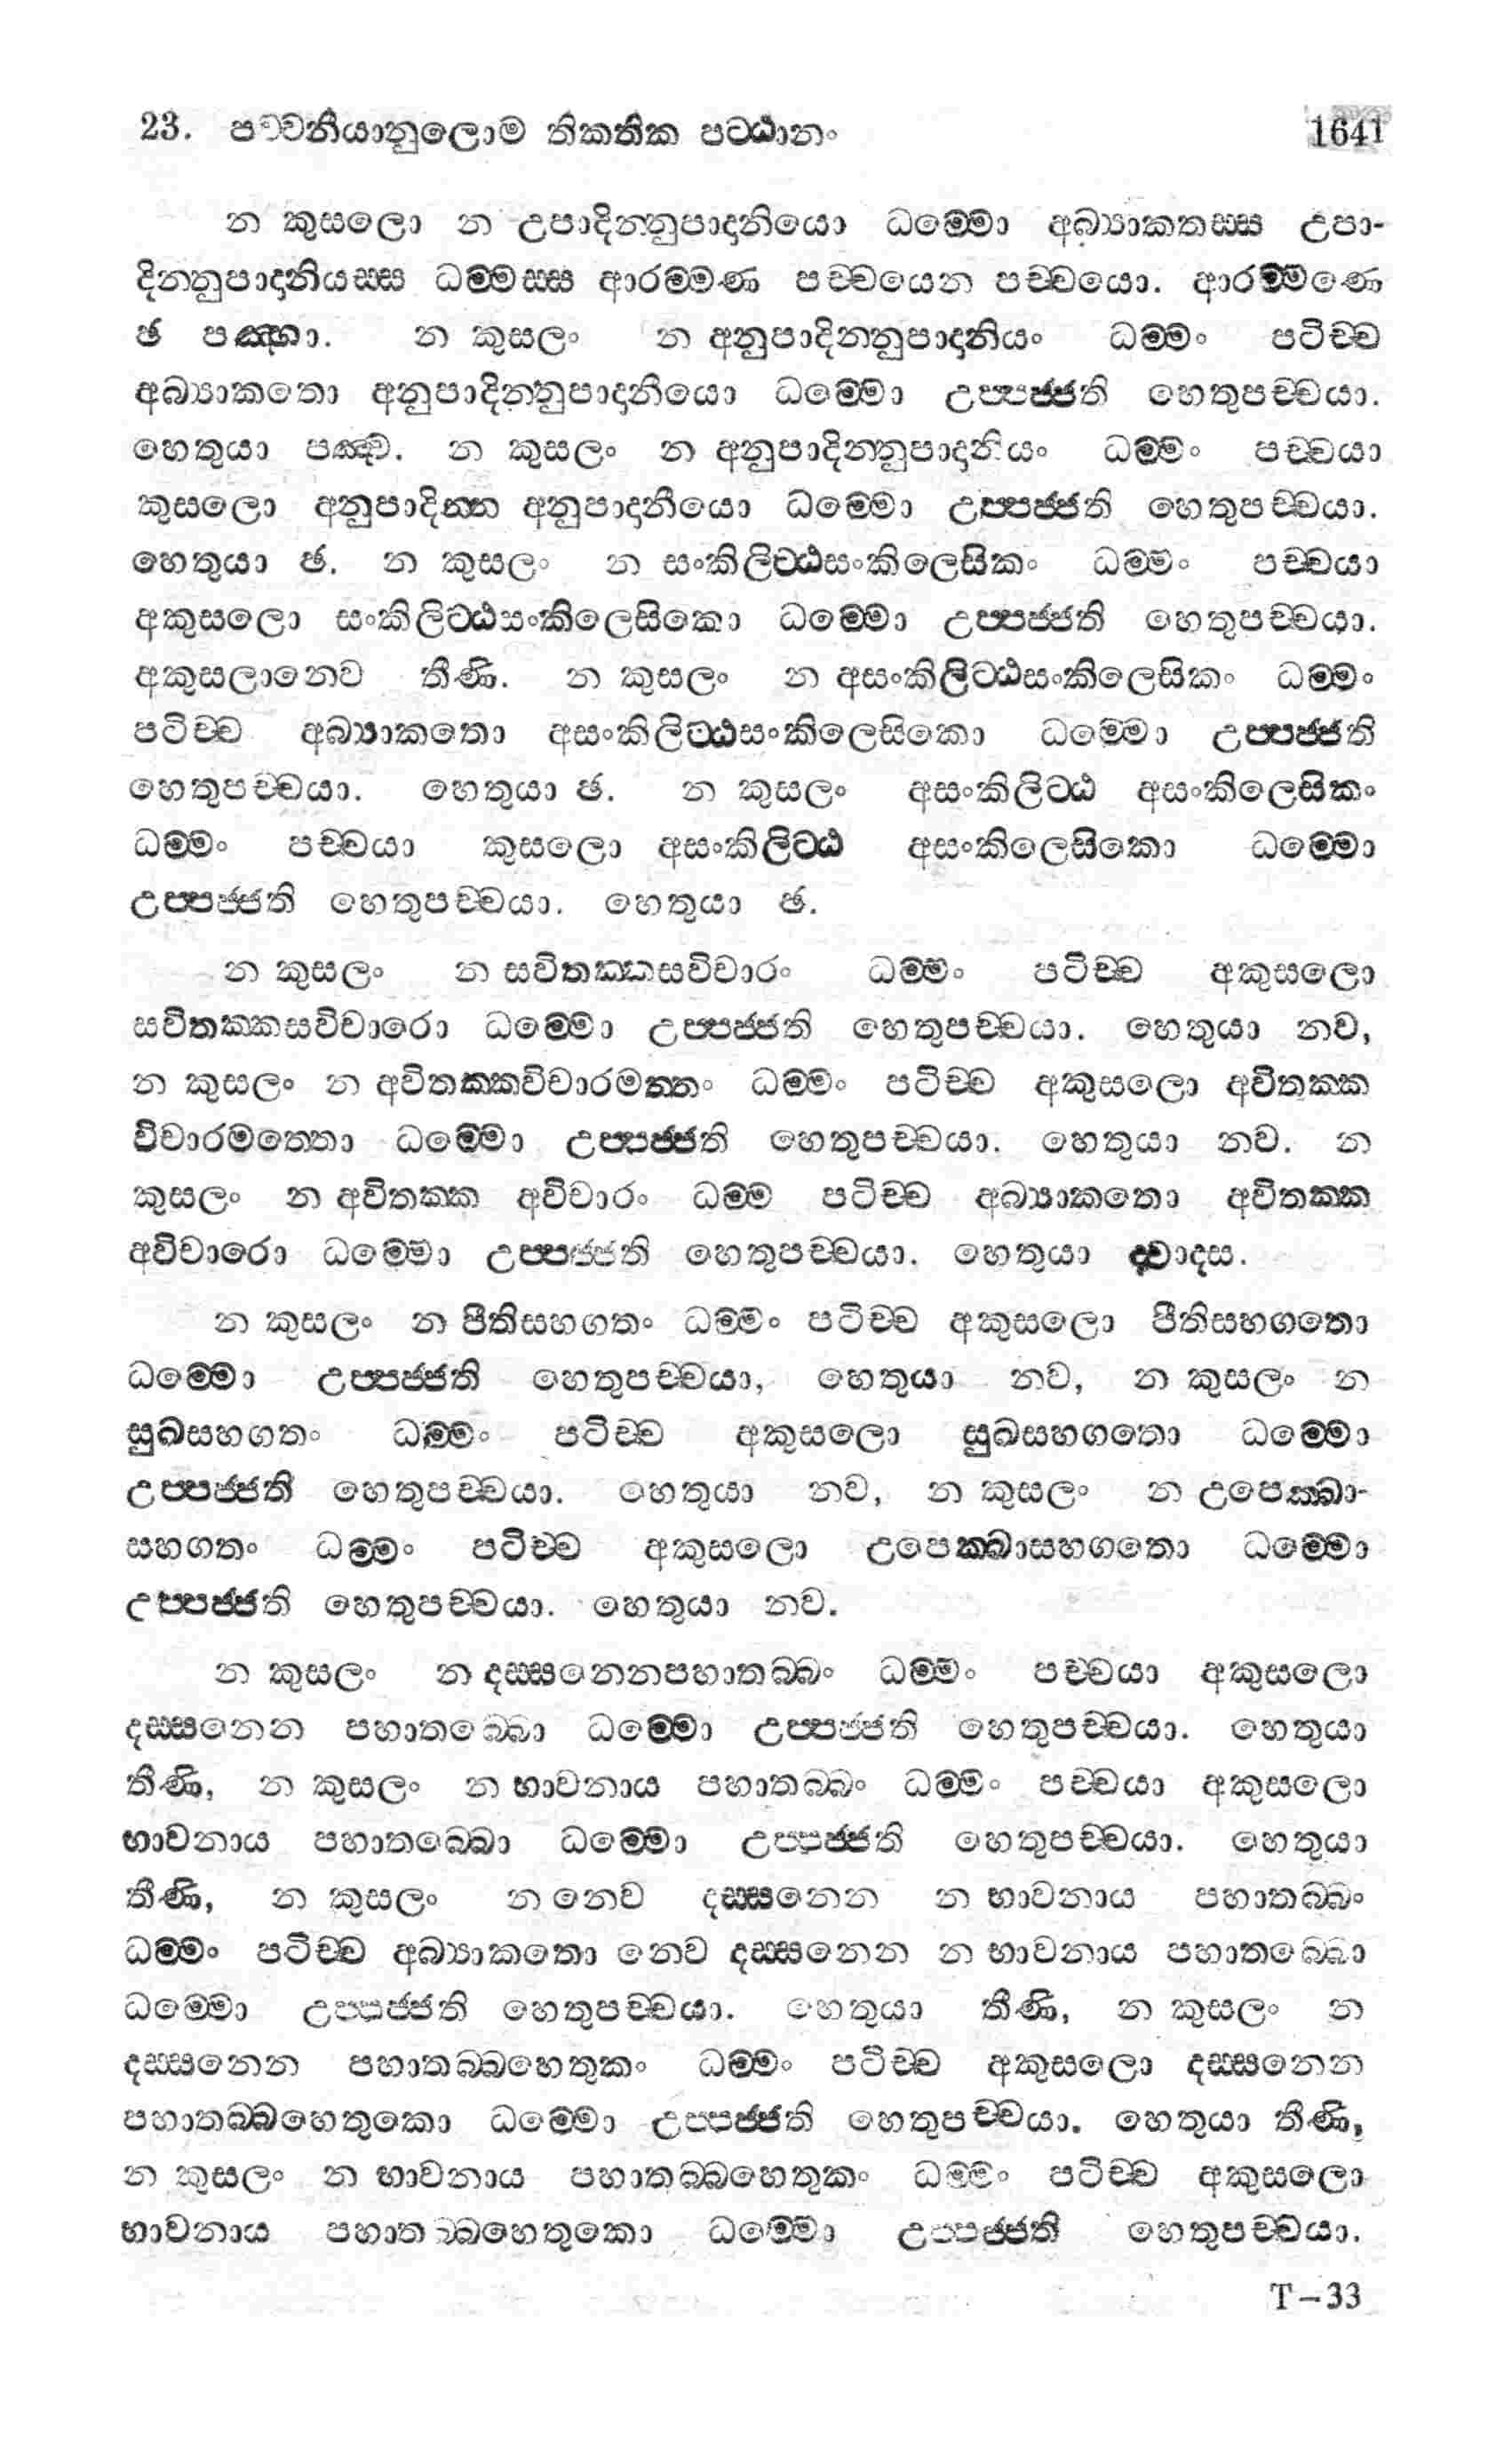 23. පච්චනීයානුලොම තිකතික පට්ඨානං 1641
න කුසලො න උපාදින්නුපාදානියො ධම්මො අබ්‍යාකතස්ස උපා-
දින්නුපාදානියස්ස ධම්මස්ස ආරම්මණ පච්චයෙන පච්චයො. ආරම්මණෙ
ඡ පඤ්හා. න කුසලං න අනුපාදින්නුපාදානියං ධම්මං පටිච්ච
අබ්‍යාකතො අනුපාදින්නුපාදානීයො ධම්මො උප්පජ්ජති හෙතුපච්චයා.
හෙතුයා පඤ්ච. න කුසලං න අනුපාදින්නුපාදානියං ධම්මං පච්චයා
කුසලො අනුපාදින්න අනුපාදානීයො ධම්මො උප්පජ්ජති හෙතුපච්චයා.
හෙතුයා ඡ. න කුසලං න සංකිලිට්ඨසංකිලෙසිකං ධම්මං පච්චයා
අකුසලො සංකිලිට්ඨසංකිලෙසිකො ධම්මො උප්පජ්ජති හෙතුපච්චයා.
අකුසලානෙව තීණි. න කුසලං න අසංකිලිට්ඨසංකිලෙසිකං ධම්මං
පටිච්ච අබ්‍යාකතො අසංකිලිට්ඨසංකිලෙසිකො ධම්මො උප්පජ්ජති
හෙතුපච්චයා. හෙතුයා ඡ. න කුසලං අසංකිලිට්ඨ අසංකිලෙසිකං
ධම්මං පච්චයා කුසලො අසංකිලිට්ඨ අසංකිලෙසිකො ධම්මො
උප්පජ්ජති හෙතුපච්චයා. හෙතුයා ඡ.
න කුසලං න සවිතක්කසවිචාරං ධම්මං පටිච්ච අකුසලො
සවිතක්කසවිචාරො ධම්මො උප්පජ්ජති හෙතුපච්චයා. හෙතුයා නව,
න කුසලං න අවිතක්කවිචාරමත්තං ධම්මං පටිච්ච අකුසලො අවිතක්ක
විචාරමත්තො ධම්මො උප්පජ්ජති හෙතුපච්චයා. හෙතුයා නව. න
කුසලං න අවිතක්ක අවිචාරං ධම්ම පටිච්ච අබ්‍යාකතො අවිතක්ක
අවිචාරො ධම්මො උප්පජ්ජති හෙතුපච්චයා. හෙතුයා ද්වාදස.
න කුසලං න පීතිසහගතං ධම්මං පටිච්ච අකුසලො පීතිසහගතො
ධම්මො උප්පජ්ජති හෙතුපච්චයා, හෙතුයා නව, න කුසලං න
සුඛසහගතං ධම්මං පටිච්ච අකුසලො සුඛසහගතො ධම්මො
උප්පජ්ජති හෙතුපච්චයා. හෙතුයා නව, න කුසලං න උපෙක්ඛා-
සහගතං ධම්මං පටිච්ච අකුසලො උපෙක්ඛාසහගතො ධම්මො
උප්පජ්ජති හෙතුපච්චයා. හෙතුයා නව.
න කුසලං න දස්සනෙනපහාතබ්බං ධම්මං පච්චයා අකුසලො
දස්සනෙන පහාතබ්බො ධම්මො උප්පජ්ජති හෙතුපච්චයා. හෙතුයා
තීණි, න කුසලං න භාවනාය පහාතබ්බං ධම්මං පච්චයා අකුසලො
භාවනාය පහාතබ්බො ධම්මො උප්පජ්ජති හෙතුපච්චයා. හෙතුයා
තීණි, න කුසලං න නෙව දස්සනෙන න භාවනාය පහාතබ්බං
ධම්මං පටිච්ච අබ්‍යාකතො නෙව දස්සනෙන න භාවනාය පහාතබ්බො
ධම්මො උප්පජ්ජති හෙතුපච්චයා. හෙතුයා තීණි, න කුසලං න
දස්සනෙන පහාතබ්බහෙතුකං ධම්මං පටිච්ච අකුසලො දස්සනෙන
පහාතබ්බහෙතුකො ධම්මො උප්පජ්ජති හෙතුපච්චයා. හෙතුයා තීණි,
න කුසලං න භාවනාය පහාතබ්බහෙතුකං ධම්මං පටිච්ච අකුසලො
භාවනාය පහාතබ්බහෙතුකො ධම්මො උප්පජ්ජති හෙතුපච්චයා.
T–33